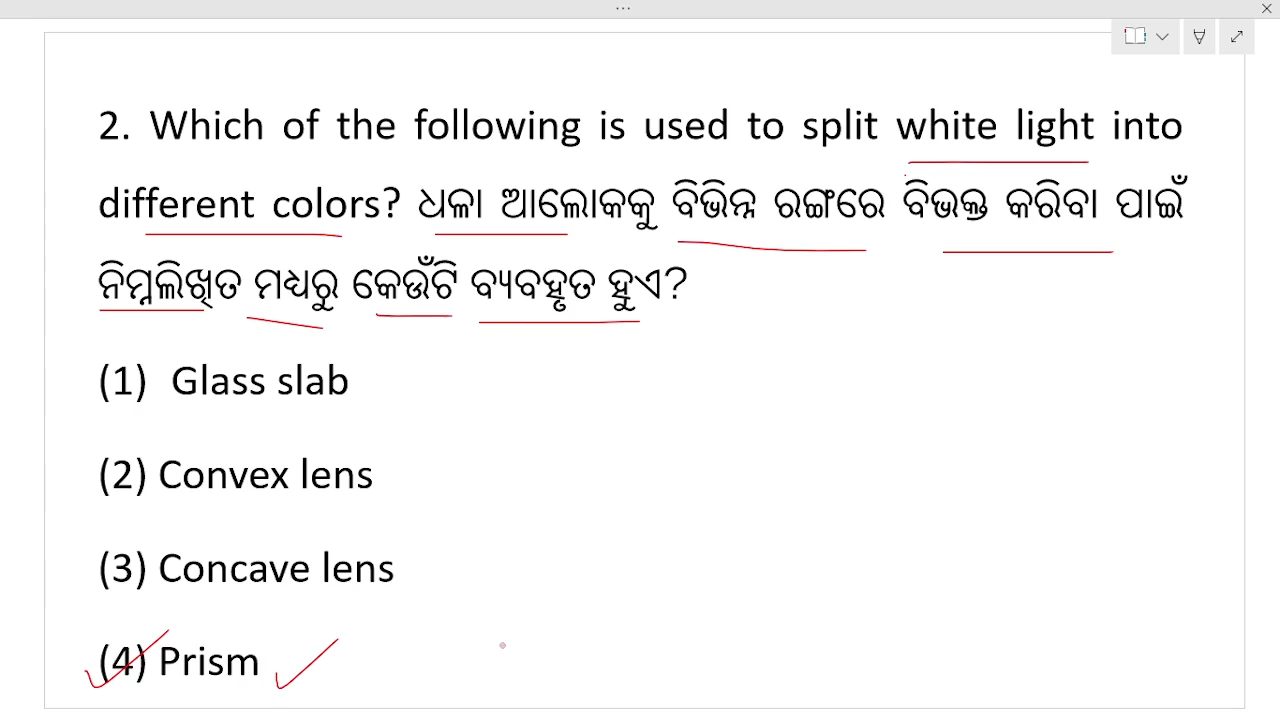 2. Which of the following is used to split white light into
different colors? ଧଳା ଆଲୋକକୁ ବିଭିନ୍ନ ରଙ୍ଗରେ ବିଭକ୍ତ କରିବା ପାଇଁ
ନିମ୍ନଲିଖିତ ମଧ୍ୟରୁ କେଉଁଟି ବ୍ୟବହୃତ ହୁଏ?
(1) Glass slab
(2) Convex lens
(3) Concave lens
(4) Prism